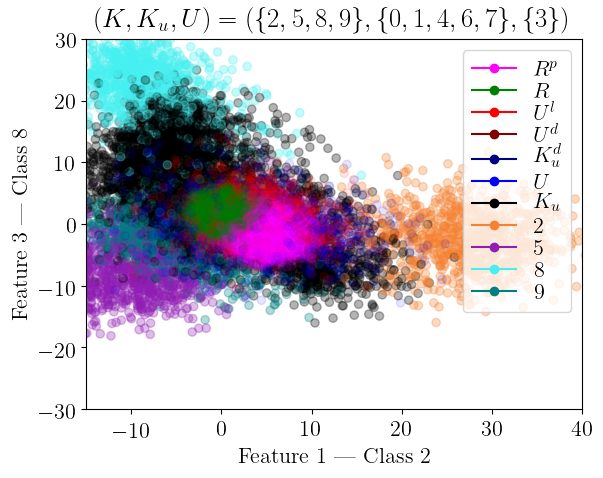 (K, K_u, U) = ({2, 5, 8, 9}, {0, 1, 4, 6, 7}, {3})
30
20
10
0
−10
−20
−30
Feature 3 — Class 8
R^p
R
U^l
U^d
K_u^d
U
K_u
2
5
8
9
−10
0
10
20
30
40
Feature 1 — Class 2